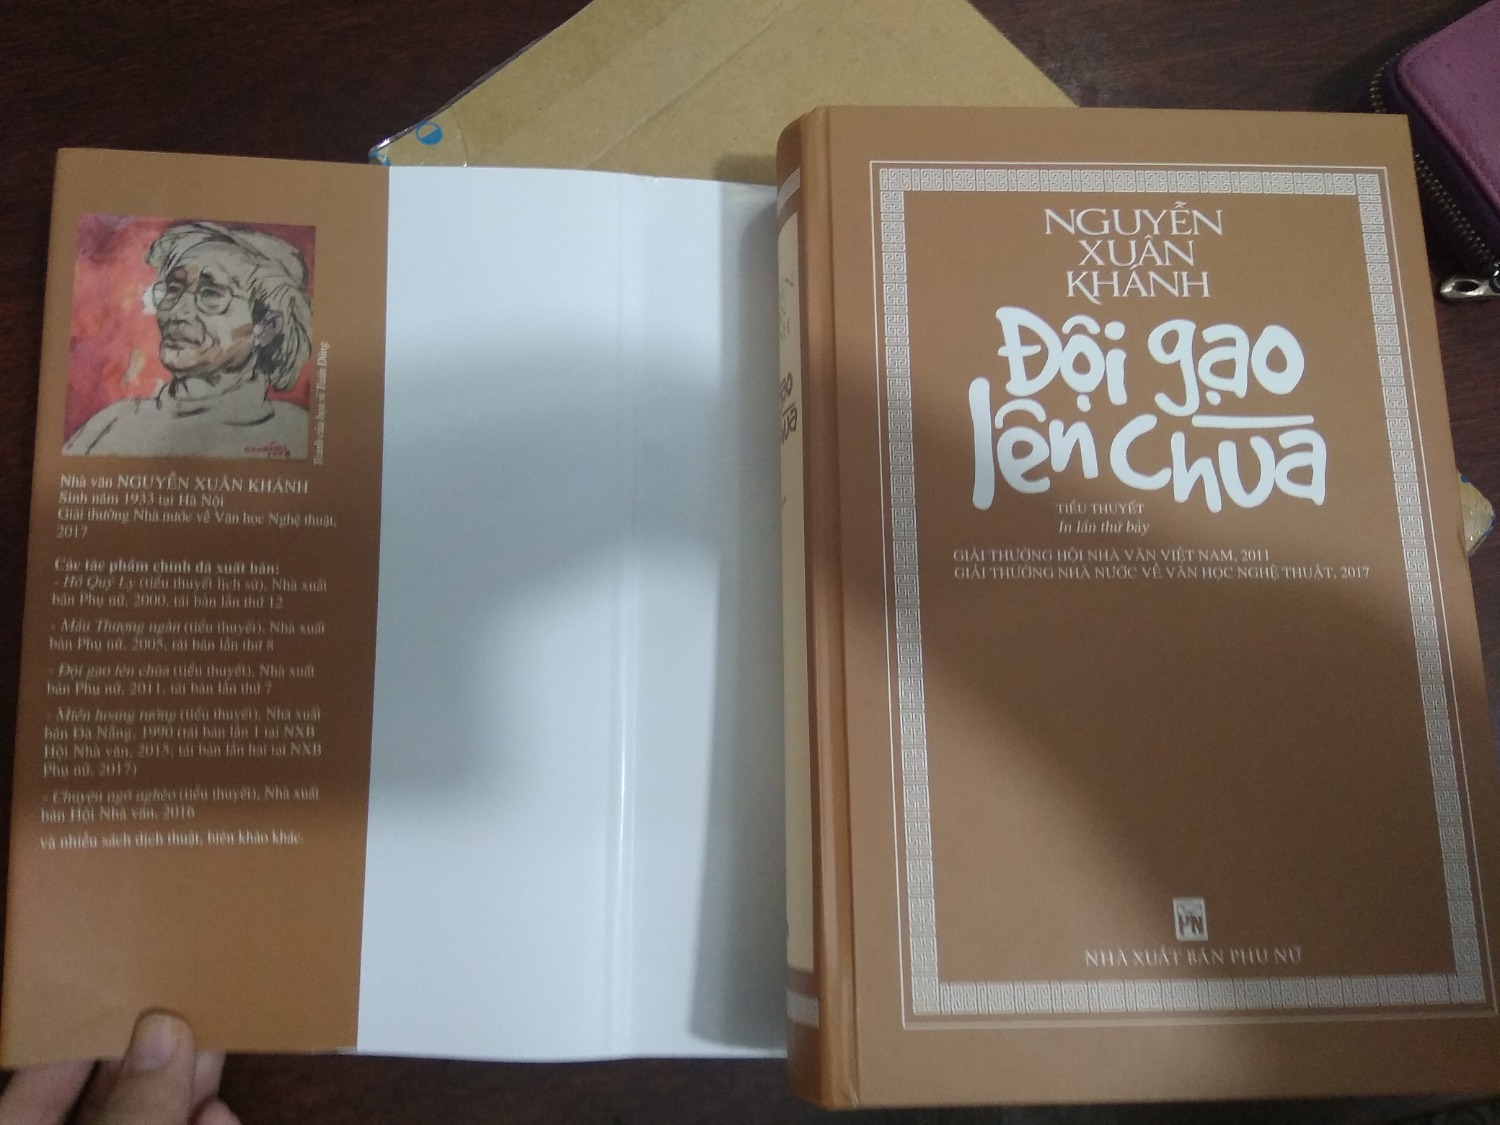 Tranh của họa sĩ Trần Dũng
Nhà văn NGUYỄN XUÂN KHÁNH
Sinh năm 1933 tại Hà Nội
Giải thưởng Nhà nước về Văn học Nghệ thuật,
2017
Các tác phẩm chính đã xuất bản:
- Hồ Quý Ly (tiểu thuyết lịch sử), Nhà xuất
bản Phụ nữ, 2000, tái bản lần thứ 12
- Mẫu Thượng ngàn (tiểu thuyết), Nhà xuất
bản Phụ nữ, 2005, tái bản lần thứ 8
- Đội gạo lên chùa (tiểu thuyết), Nhà xuất
bản Phụ nữ, 2011, tái bản lần thứ 7
- Miền hoang tưởng (tiểu thuyết), Nhà xuất
bản Đà Nẵng, 1990 (tái bản lần 1 tại NXB
Hội Nhà văn, 2015; tái bản lần hai tại NXB
Phụ nữ, 2017)
- Chuyện ngõ nghèo (tiểu thuyết), Nhà xuất
bản Hội Nhà văn, 2016
và nhiều sách dịch thuật, biên khảo khác.
NGUYỄN
XUÂN
KHÁNH
Đội gạo
lên chùa
TIỂU THUYẾT
In lần thứ bảy
GIẢI THƯỞNG HỘI NHÀ VĂN VIỆT NAM, 2011
GIẢI THƯỞNG NHÀ NƯỚC VỀ VĂN HỌC NGHỆ THUẬT, 2017
PN
NHÀ XUẤT BẢN PHỤ NỮ